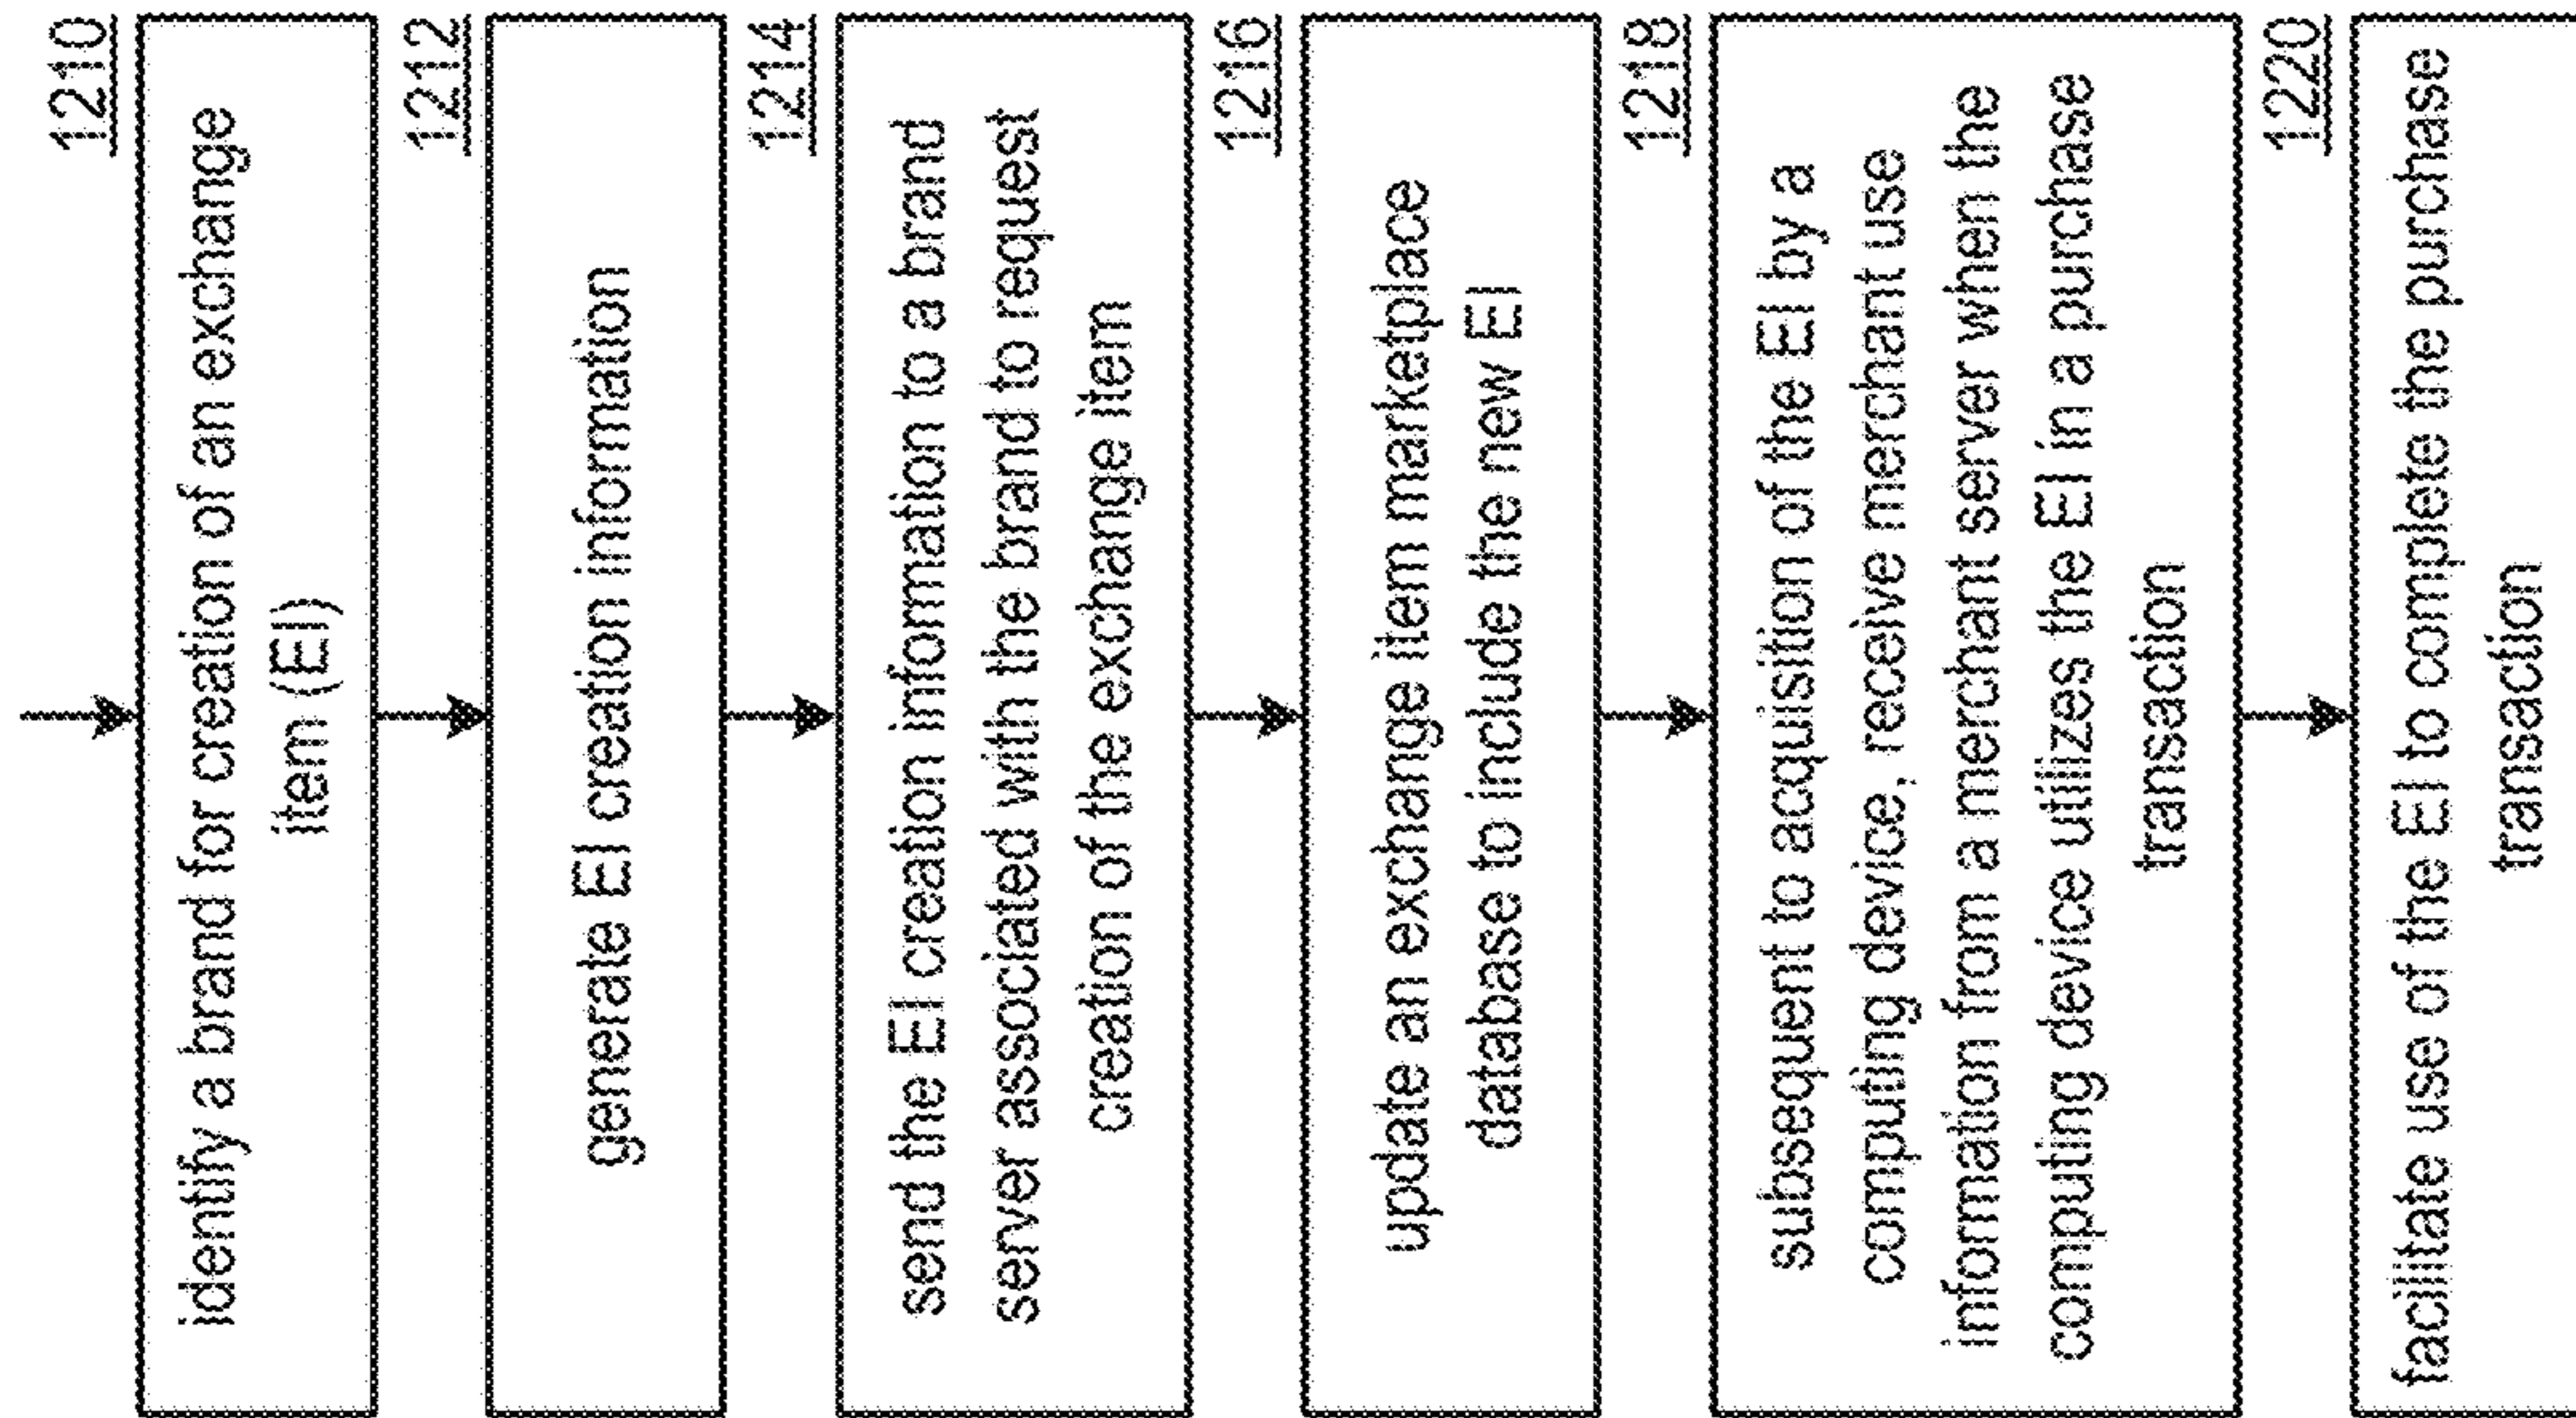 1210
identify a brand for creation of an exchange
item (EI)
1212
generate EI creation information
1214
send the EI creation information to a brand
server associated with the brand to request
creation of the exchange item
1216
update an exchange item marketplace
database to include the new EI
1218
subsequent to acquisition of the EI by a
computing device, receive merchant use
information from a merchant server when the
computing device utilizes the EI in a purchase
transaction
1220
facilitate use of the EI to complete the purchase
transaction